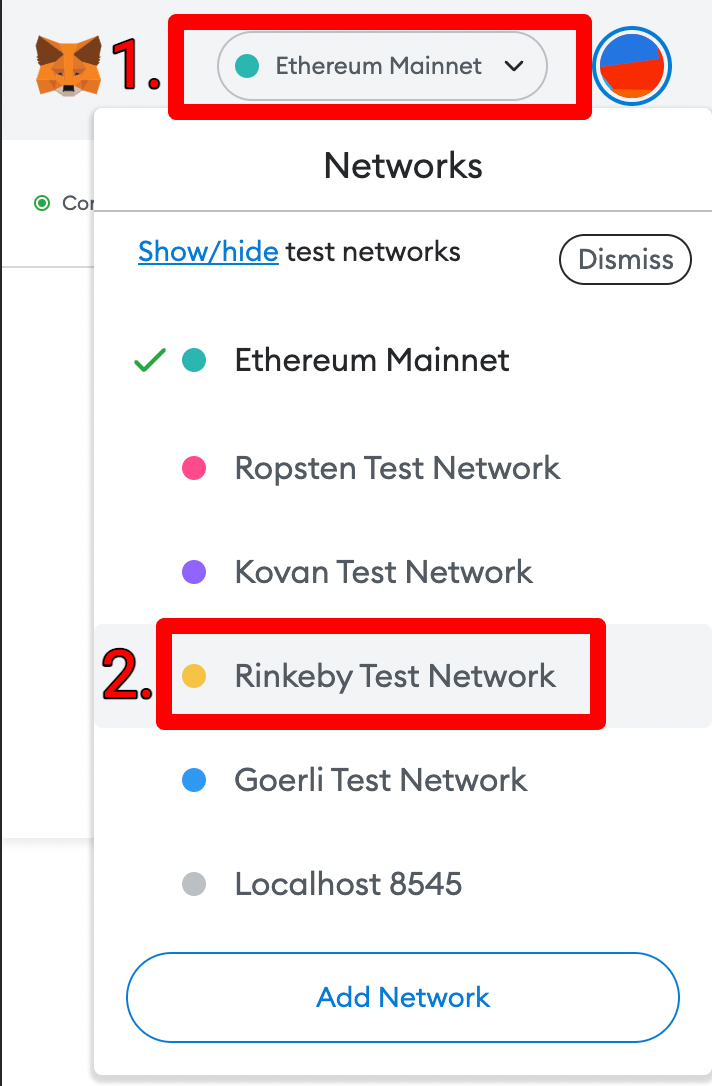 1.
Ethereum Mainnet
Networks
Cor
Show/hide test networks
Dismiss
Ethereum Mainnet
Ropsten Test Network
Kovan Test Network
2.
Rinkeby Test Network
Goerli Test Network
Localhost 8545
Add Network